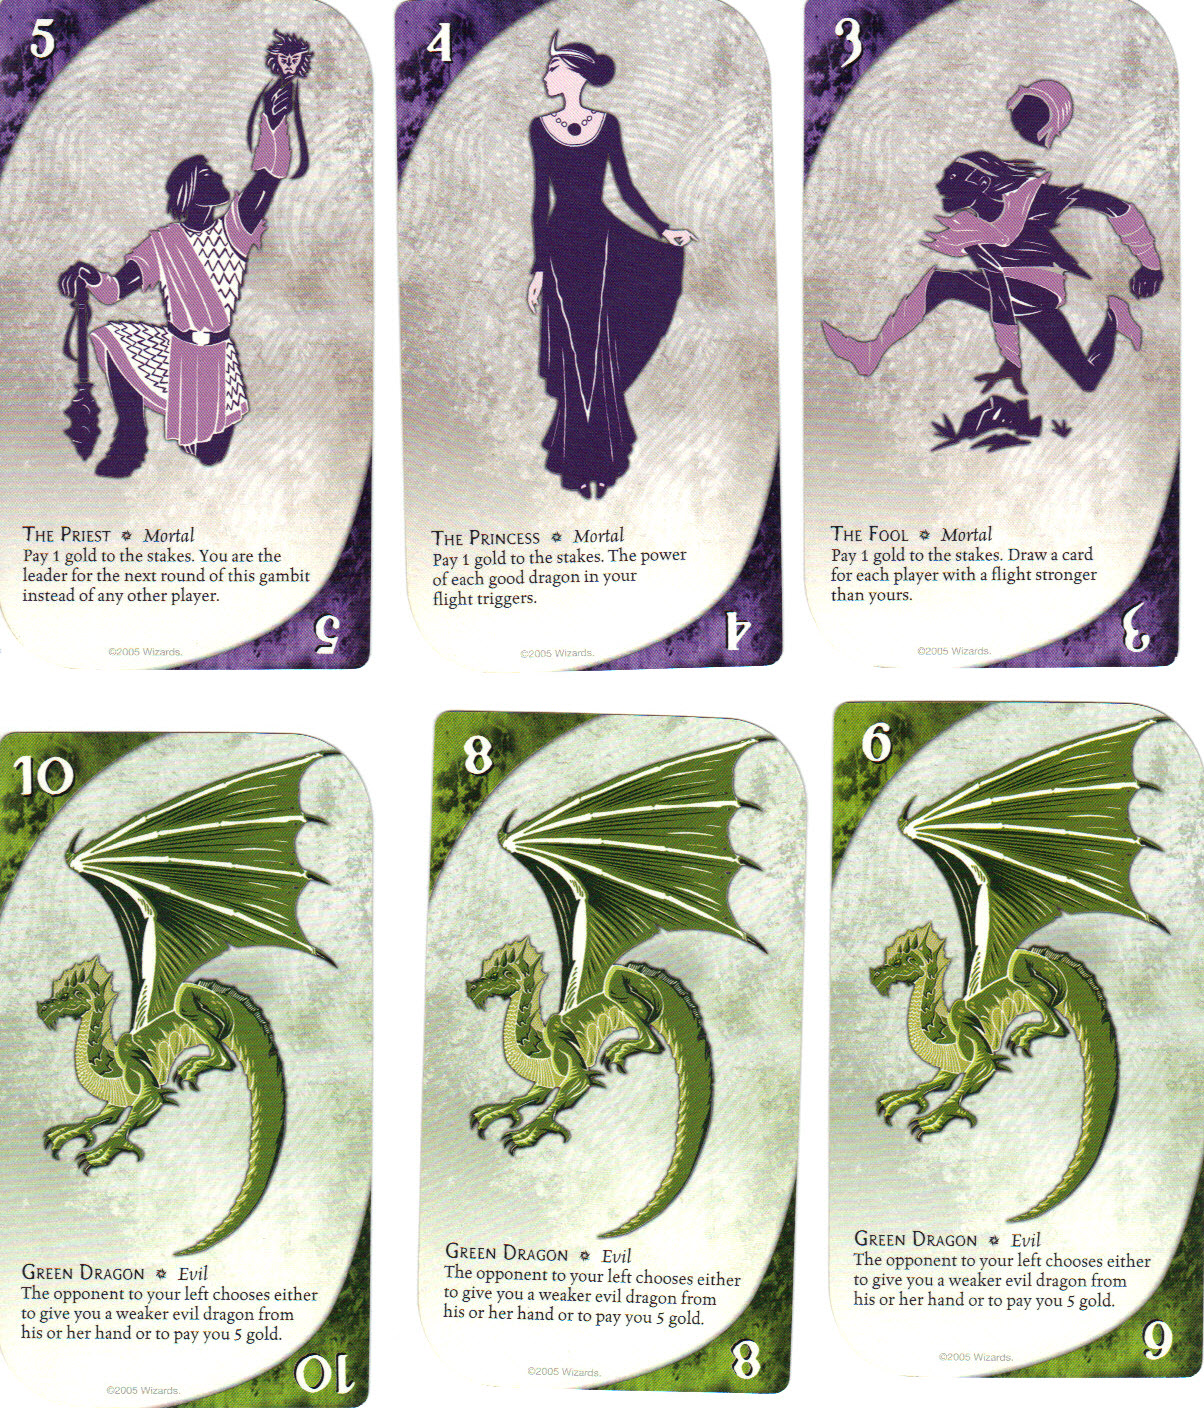 5
THE PRIEST Mortal
Pay 1 gold to the stakes. You are the
leader for the next round of this gambit
instead of any other player.
©2005 Wizards.
5
4
THE PRINCESS Mortal
Pay 1 gold to the stakes. The power
of each good dragon in your
flight triggers.
©2005 Wizards.
4
3
THE FOOL Mortal
Pay 1 gold to the stakes. Draw a card
for each player with a flight stronger
than yours.
©2005 Wizards.
3
10
GREEN DRAGON Evil
The opponent to your left chooses either
to give you a weaker evil dragon from
his or her hand or to pay you 5 gold.
©2005 Wizards.
10
8
GREEN DRAGON Evil
The opponent to your left chooses either
to give you a weaker evil dragon from
his or her hand or to pay you 5 gold.
©2005 Wizards.
8
6
GREEN DRAGON Evil
The opponent to your left chooses either
to give you a weaker evil dragon from
his or her hand or to pay you 5 gold.
©2005 Wizards.
6